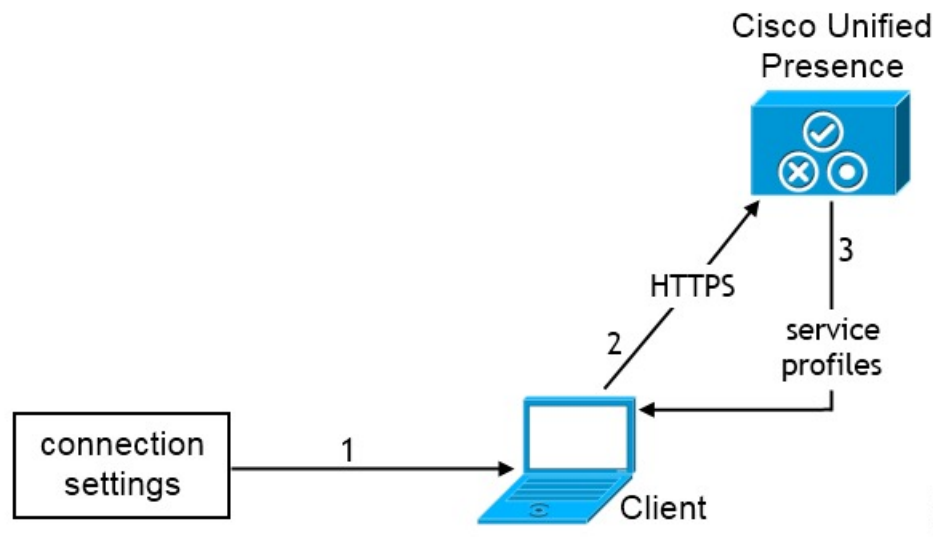 Cisco Unified
Presence
3
HTTPS
service
profiles
2
connection
settings
1
Client